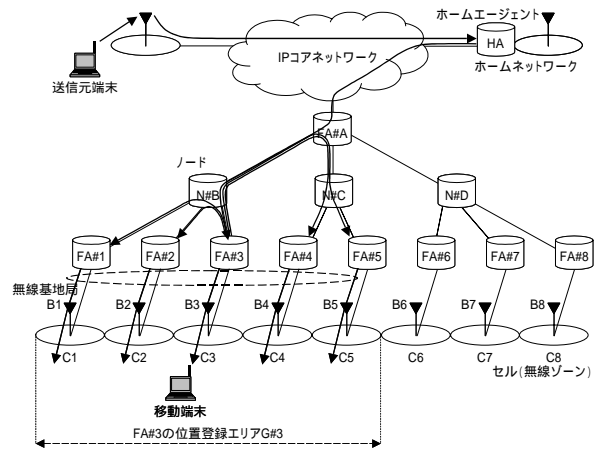 ホームエージェント
HA
IPコアネットワーク
ホームネットワーク
送信元端末
FA#A
ノード
N#B
N#C
N#D
FA#1
FA#2
FA#3
FA#4
FA#5
FA#6
FA#7
FA#8
無線基地局
B1
B2
B3
B4
B5
B6
B7
B8
C1
C2
C3
C4
C5
C6
C7
C8
セル(無線ゾーン)
移動端末
FA#3の位置登録エリアG#3